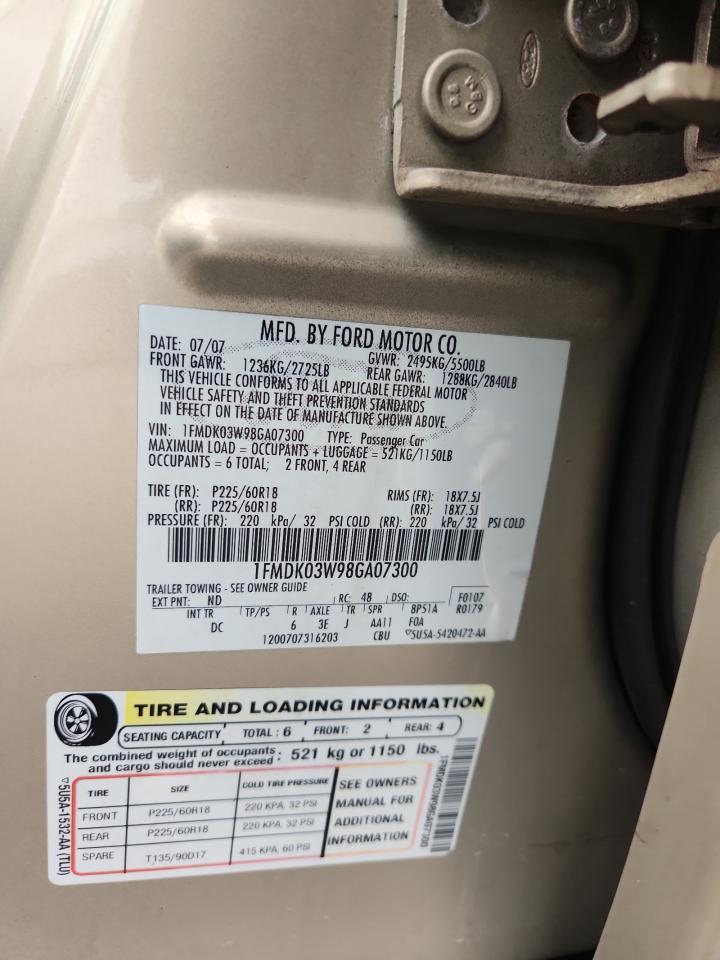 MFD. BY FORD MOTOR CO.
DATE: 07/07 GVWR: 2495KG/5500LB
FRONT GAWR: 1236KG/2725LB REAR GAWR: 1288KG/2840LB
THIS VEHICLE CONFORMS TO ALL APPLICABLE FEDERAL MOTOR
VEHICLE SAFETY AND THEFT PREVENTION STANDARDS
IN EFFECT ON THE DATE OF MANUFACTURE SHOWN ABOVE.
VIN: 1FMDK03W98GA07300 TYPE: Passenger Car
MAXIMUM LOAD = OCCUPANTS + LUGGAGE = 521KG/1150LB
OCCUPANTS = 6 TOTAL; 2 FRONT, 4 REAR
TIRE (FR): P225/60R18 RIMS (FR): 18X7.5J
(RR): P225/60R18 (RR): 18X7.5J
PRESSURE (FR): 220 kPa/ 32 PSI COLD (RR): 220 kPa/ 32 PSI COLD
1FMDK03W98GA07300
TRAILER TOWING - SEE OWNER GUIDE
EXT PNT: ND RC: 48 DSO: F0107
INT TR TP/PS R AXLE TR SPR BPS1A R0179
DC 6 3E J AA11 FOA
1200707316203 CBU ▽5U5A-5420472-AA
TIRE AND LOADING INFORMATION
SEATING CAPACITY TOTAL : 6 FRONT: 2 REAR: 4
The combined weight of occupants : 521 kg or 1150 lbs.
and cargo should never exceed :
TIRE SIZE COLD TIRE PRESSURE SEE OWNERS
FRONT P225/60R18 220 KPA, 32 PSI MANUAL FOR
REAR P225/60R18 220 KPA, 32 PSI ADDITIONAL
SPARE T135/90D17 415 KPA, 60 PSI INFORMATION
▽5U5A-1532-AA (TLU)
1FMDK03W98GA07300